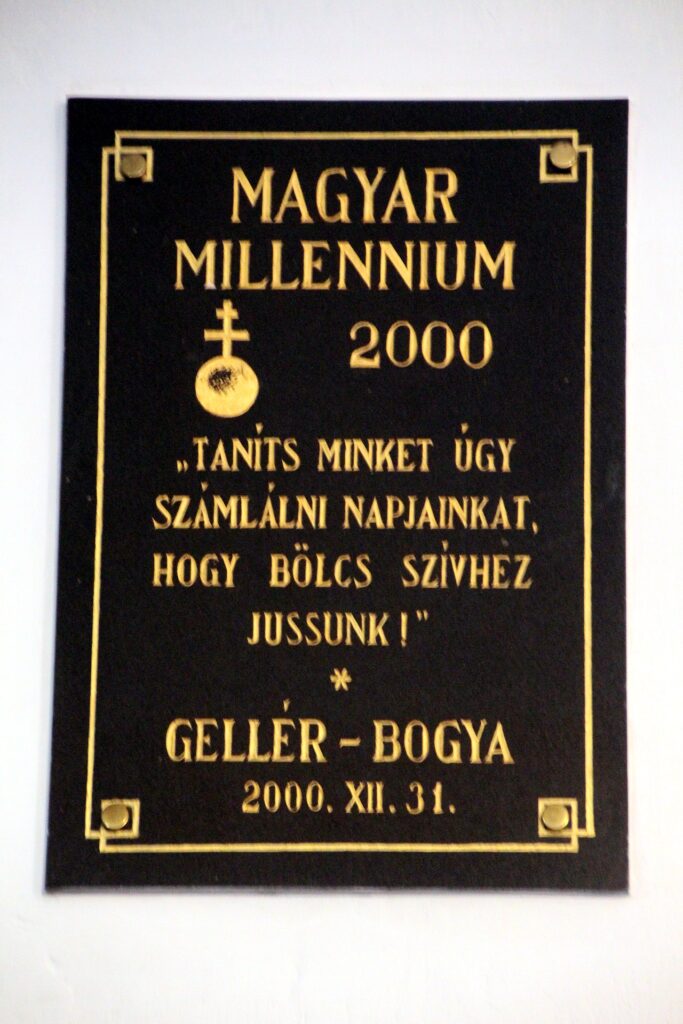 MAGYAR
MILLENNIUM
2000
„TANÍTS MINKET ÚGY
SZÁMLÁLNI NAPJAINKAT,
HOGY BÖLCS SZÍVHEZ
JUSSUNK!"
*
GELLÉR - BOGYA
2000. XII. 31.